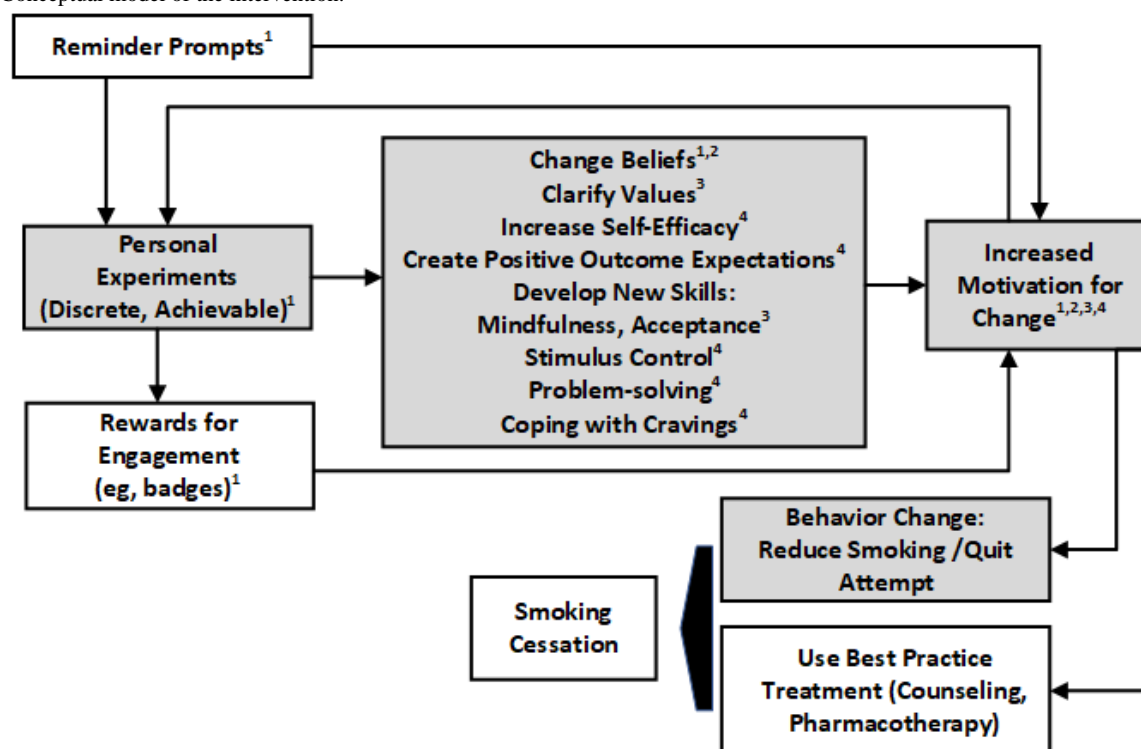 Conceptual model of the intervention.
Reminder Prompts¹
Personal
Experiments
(Discrete, Achievable)¹
Rewards for
Engagement
(eg, badges)¹
Change Beliefs¹,²
Clarify Values³
Increase Self-Efficacy⁴
Create Positive Outcome Expectations⁴
Develop New Skills:
Mindfulness, Acceptance³
Stimulus Control⁴
Problem-solving⁴
Coping with Cravings⁴
Increased
Motivation for
Change¹,²,³,⁴
Behavior Change:
Reduce Smoking /Quit
Attempt
Use Best Practice
Treatment (Counseling,
Pharmacotherapy)
Smoking
Cessation